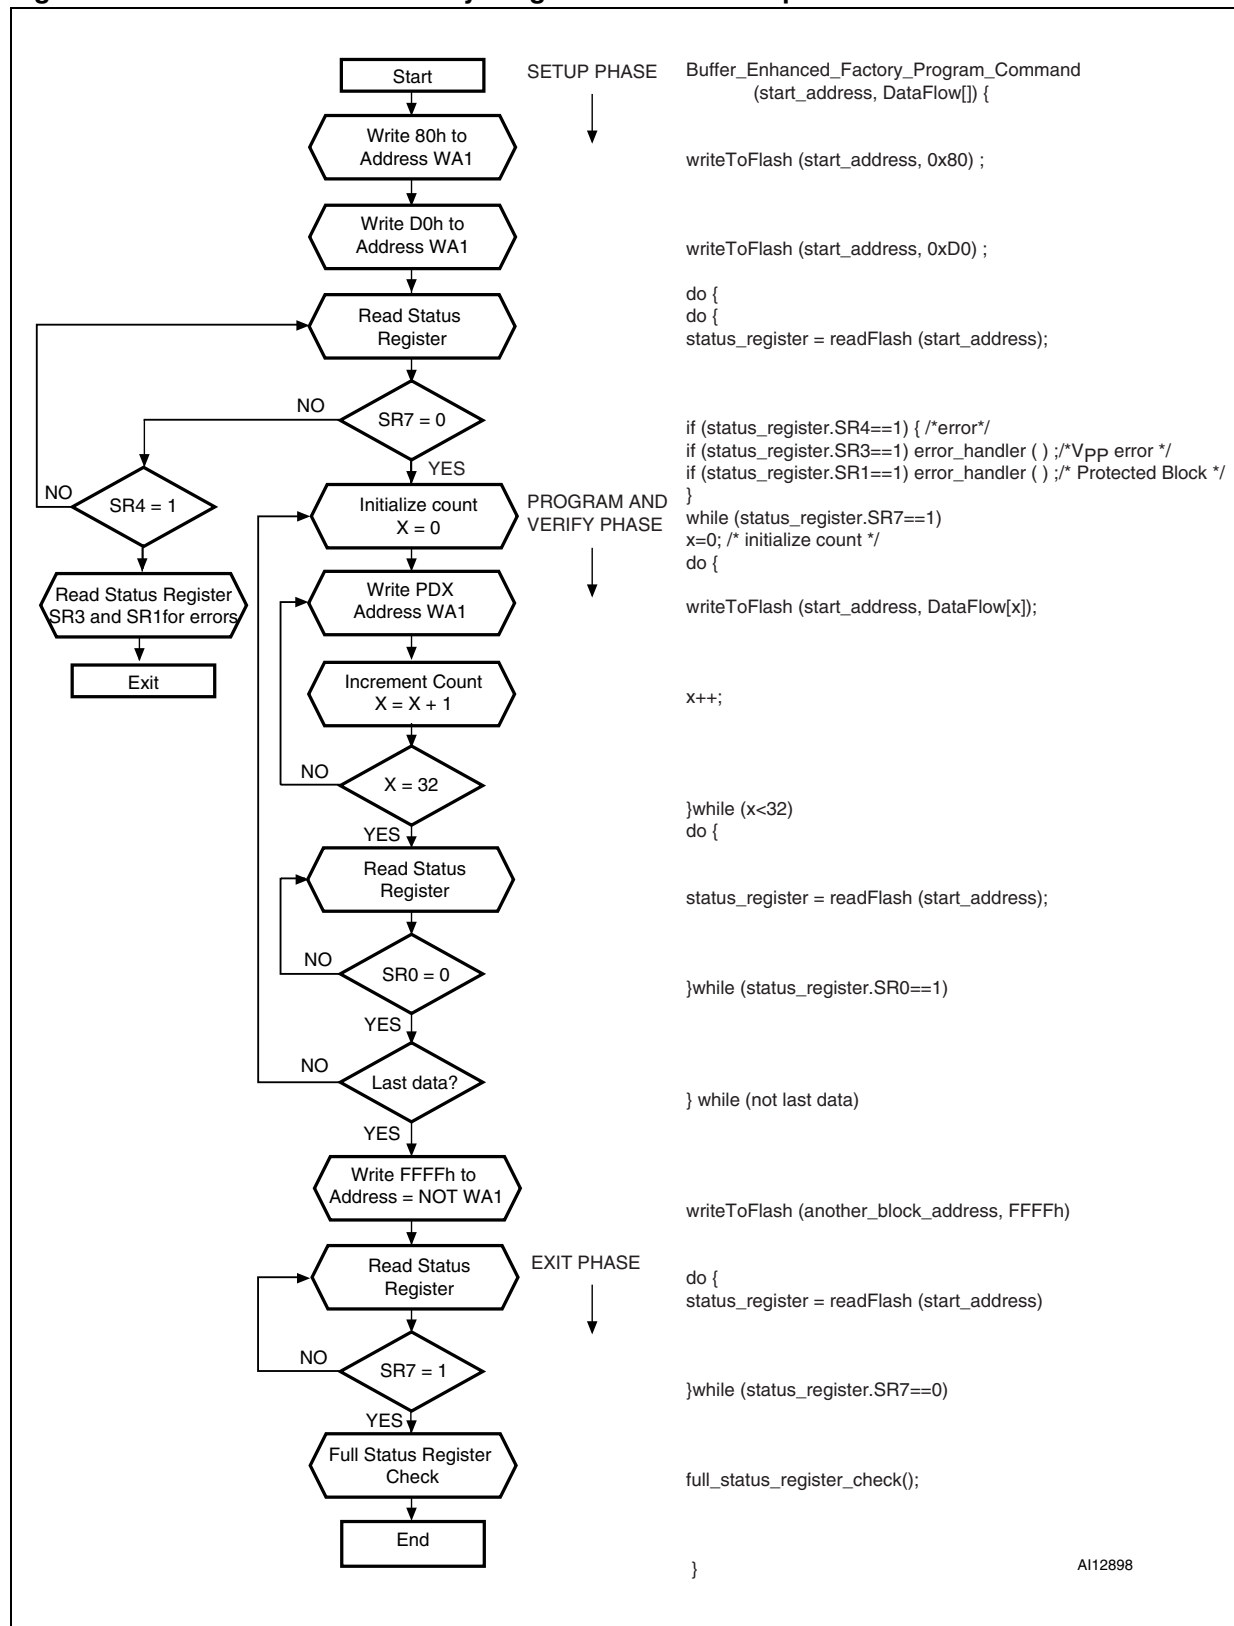 Start
Write 80h to
Address WA1
Write D0h to
Address WA1
Read Status
Register
NO
SR7 = 0
YES
NO
SR4 = 1
Read Status Register
SR3 and SR1for errors
Exit
Initialize count
X = 0
Write PDX
Address WA1
Increment Count
X = X + 1
NO
X = 32
YES
Read Status
Register
NO
SR0 = 0
YES
NO
Last data?
YES
Write FFFFh to
Address = NOT WA1
Read Status
Register
NO
SR7 = 1
YES
Full Status Register
Check
End
SETUP PHASE
PROGRAM AND
VERIFY PHASE
EXIT PHASE
Buffer_Enhanced_Factory_Program_Command
(start_address, DataFlow[]) {
writeToFlash (start_address, 0x80) ;
writeToFlash (start_address, 0xD0) ;
do {
do {
status_register = readFlash (start_address);
if (status_register.SR4==1) { /*error*/
if (status_register.SR3==1) error_handler ( ) ;/*VPP error */
if (status_register.SR1==1) error_handler ( ) ;/* Protected Block */
}
while (status_register.SR7==1)
x=0; /* initialize count */
do {
writeToFlash (start_address, DataFlow[x]);
x++;
}while (x<32)
do {
status_register = readFlash (start_address);
}while (status_register.SR0==1)
} while (not last data)
writeToFlash (another_block_address, FFFFh)
do {
status_register = readFlash (start_address)
}while (status_register.SR7==0)
full_status_register_check();
}
AI12898